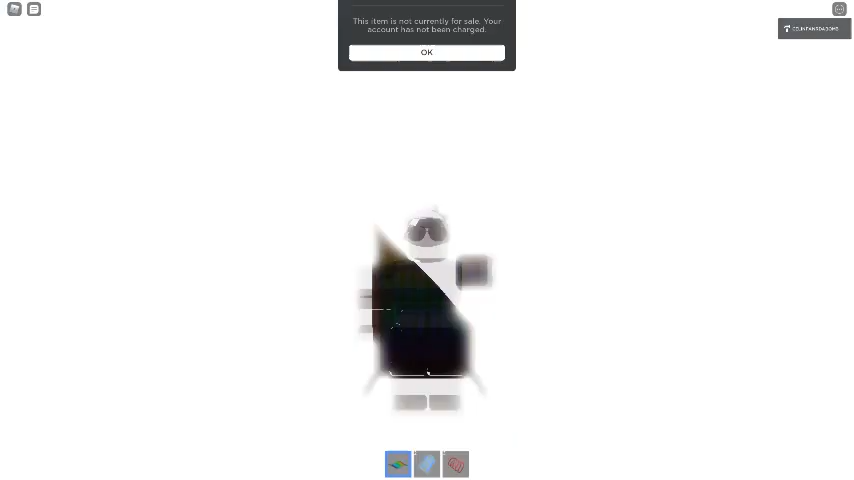 This item is not currently for sale. Your
account has not been charged.
OK